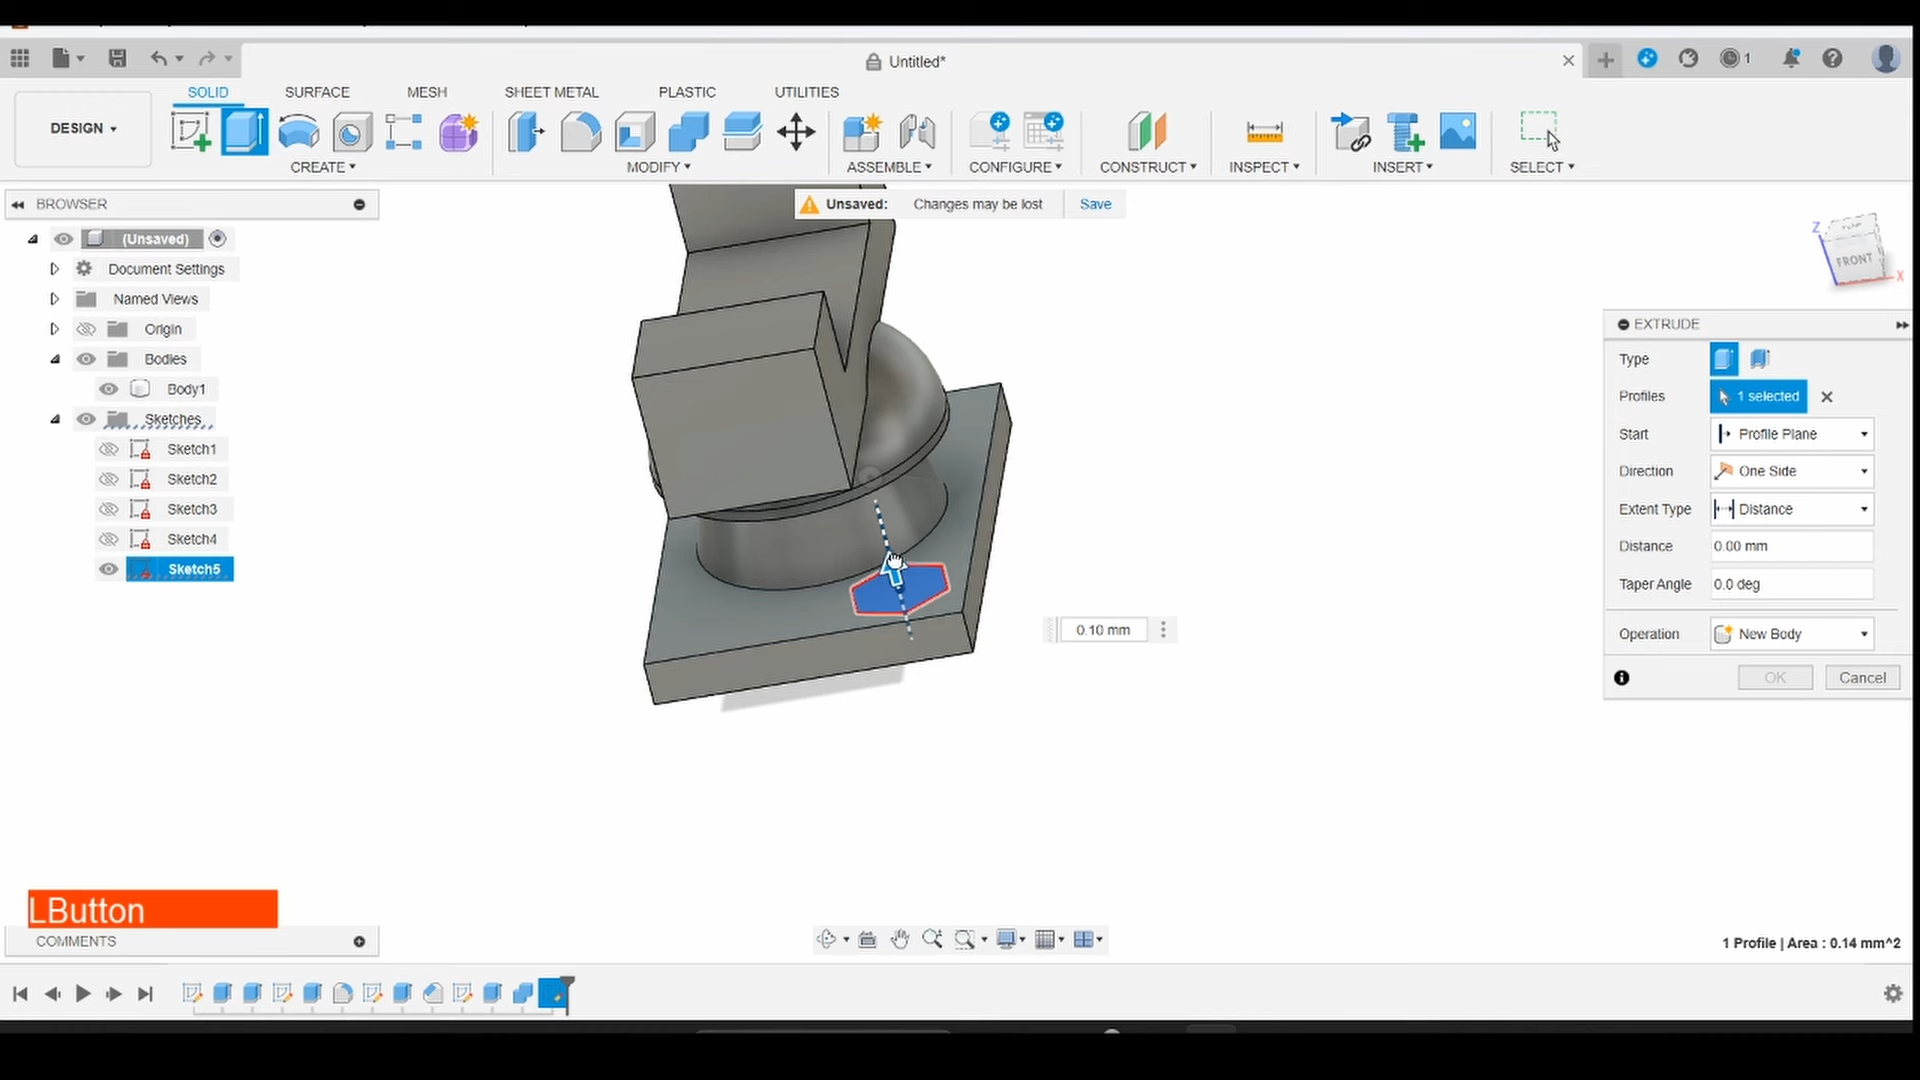 Untitled*
1
DESIGN
SOLID
SURFACE
MESH
SHEET METAL
PLASTIC
UTILITIES
CREATE
MODIFY
ASSEMBLE
CONFIGURE
CONSTRUCT
INSPECT
INSERT
SELECT
BROWSER
Unsaved: Changes may be lost Save
(Unsaved)
Document Settings
Named Views
Origin
Bodies
Body1
Sketches
Sketch1
Sketch2
Sketch3
Sketch4
Sketch5
Z
FRONT
X
EXTRUDE
Type
Profiles 1 selected
Start Profile Plane
Direction One Side
Extent Type Distance
Distance 0.00 mm
Taper Angle 0.0 deg
Operation New Body
OK Cancel
0.10 mm
LButton
COMMENTS
1 Profile | Area : 0.14 mm^2